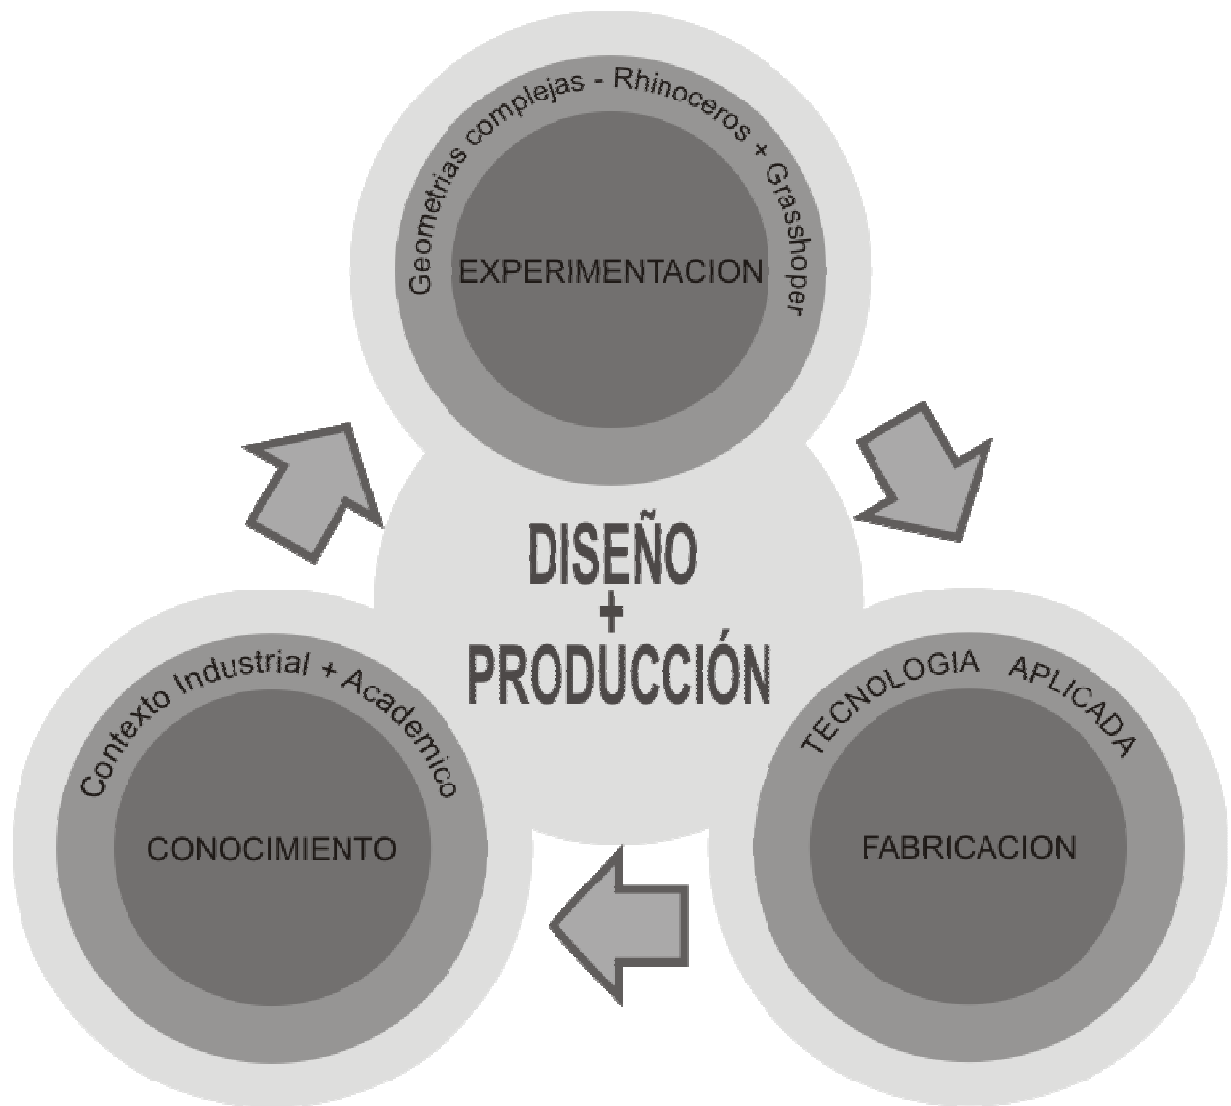 Geometrias complejas - Rhinoceros + Grasshoper
EXPERIMENTACION
DISEÑO
+
PRODUCCIÓN
Contexto Industrial + Academico
CONOCIMIENTO
TECNOLOGIA APLICADA
FABRICACION